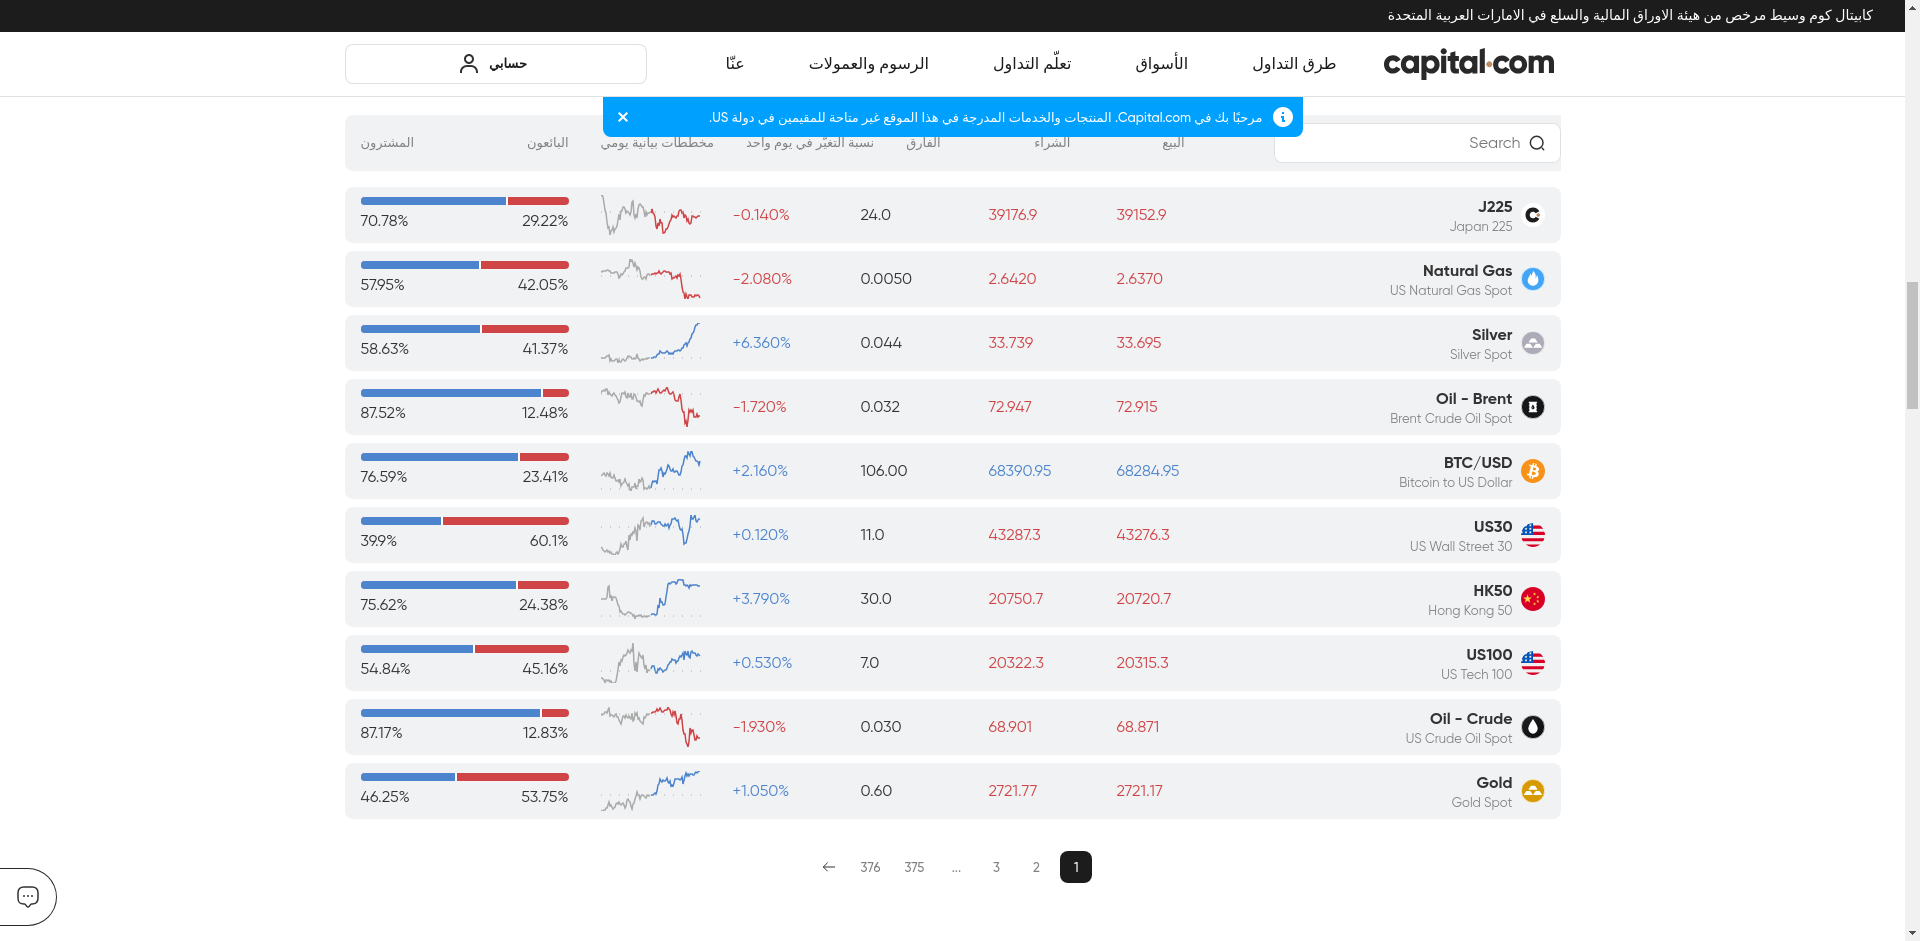 كابيتال كوم وسيط مرخص من هيئة الاوراق المالية والسلع في الامارات العربية المتحدة
capital.com طرق التداول الأسواق تعلّم التداول الرسوم والعمولات عنّا حسابي
مرحبًا بك في Capital.com. المنتجات والخدمات المدرجة في هذا الموقع غير متاحة للمقيمين في دولة US.
Search البيع الشراء الفارق نسبة التغيّر في يوم واحد مخططات بيانية يومي البائعون المشترون
J225 39152.9 39176.9 24.0 -0.140% 29.22% 70.78%
Japan 225
Natural Gas 2.6370 2.6420 0.0050 -2.080% 42.05% 57.95%
US Natural Gas Spot
Silver 33.695 33.739 0.044 +6.360% 41.37% 58.63%
Silver Spot
Oil - Brent 72.915 72.947 0.032 -1.720% 12.48% 87.52%
Brent Crude Oil Spot
BTC/USD 68284.95 68390.95 106.00 +2.160% 23.41% 76.59%
Bitcoin to US Dollar
US30 43276.3 43287.3 11.0 +0.120% 60.1% 39.9%
US Wall Street 30
HK50 20720.7 20750.7 30.0 +3.790% 24.38% 75.62%
Hong Kong 50
US100 20315.3 20322.3 7.0 +0.530% 45.16% 54.84%
US Tech 100
Oil - Crude 68.871 68.901 0.030 -1.930% 12.83% 87.17%
US Crude Oil Spot
Gold 2721.17 2721.77 0.60 +1.050% 53.75% 46.25%
Gold Spot
1 2 3 ... 375 376